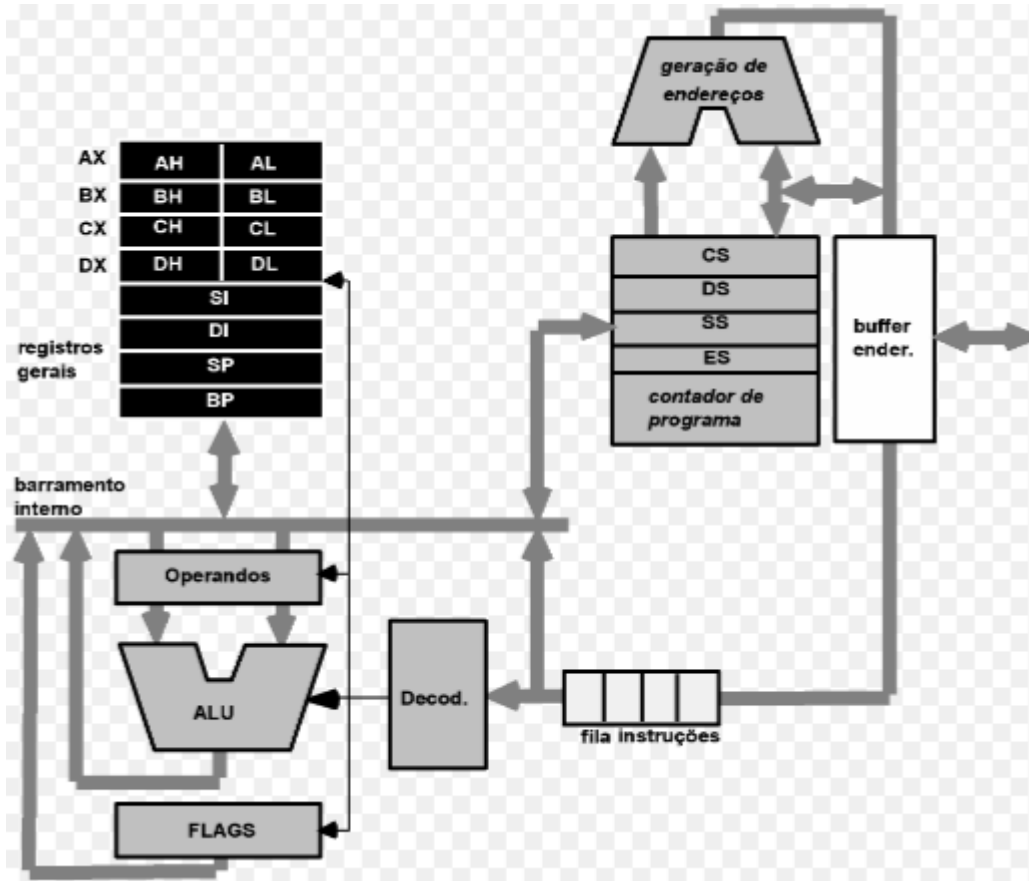 geração de
endereços
AX AH AL
BX BH BL
CX CH CL
DX DH DL
SI
DI
registros
gerais
SP
BP
CS
DS
SS
ES
contador de
programa
buffer
ender.
barramento
interno
Operandos
ALU
Decod.
fila instruções
FLAGS